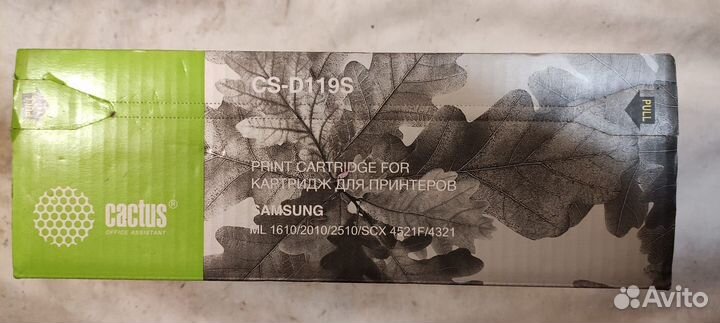 CS-D119S
PULL
PRINT CARTRIDGE FOR
КАРТРИДЖ ДЛЯ ПРИНТЕРОВ
SAMSUNG
ML 1610/2010/2510/SCX 4521F/4321
cactus®
OFFICE ASSISTANT
Avito